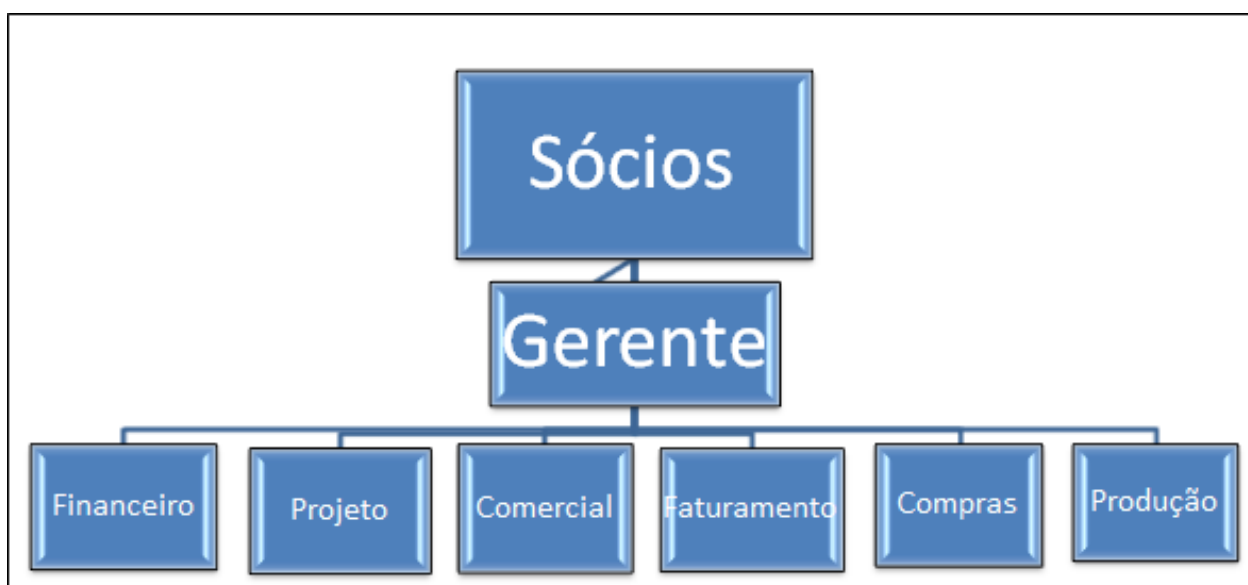 Sócios
Gerente
Financeiro
Projeto
Comercial
Faturamento
Compras
Produção